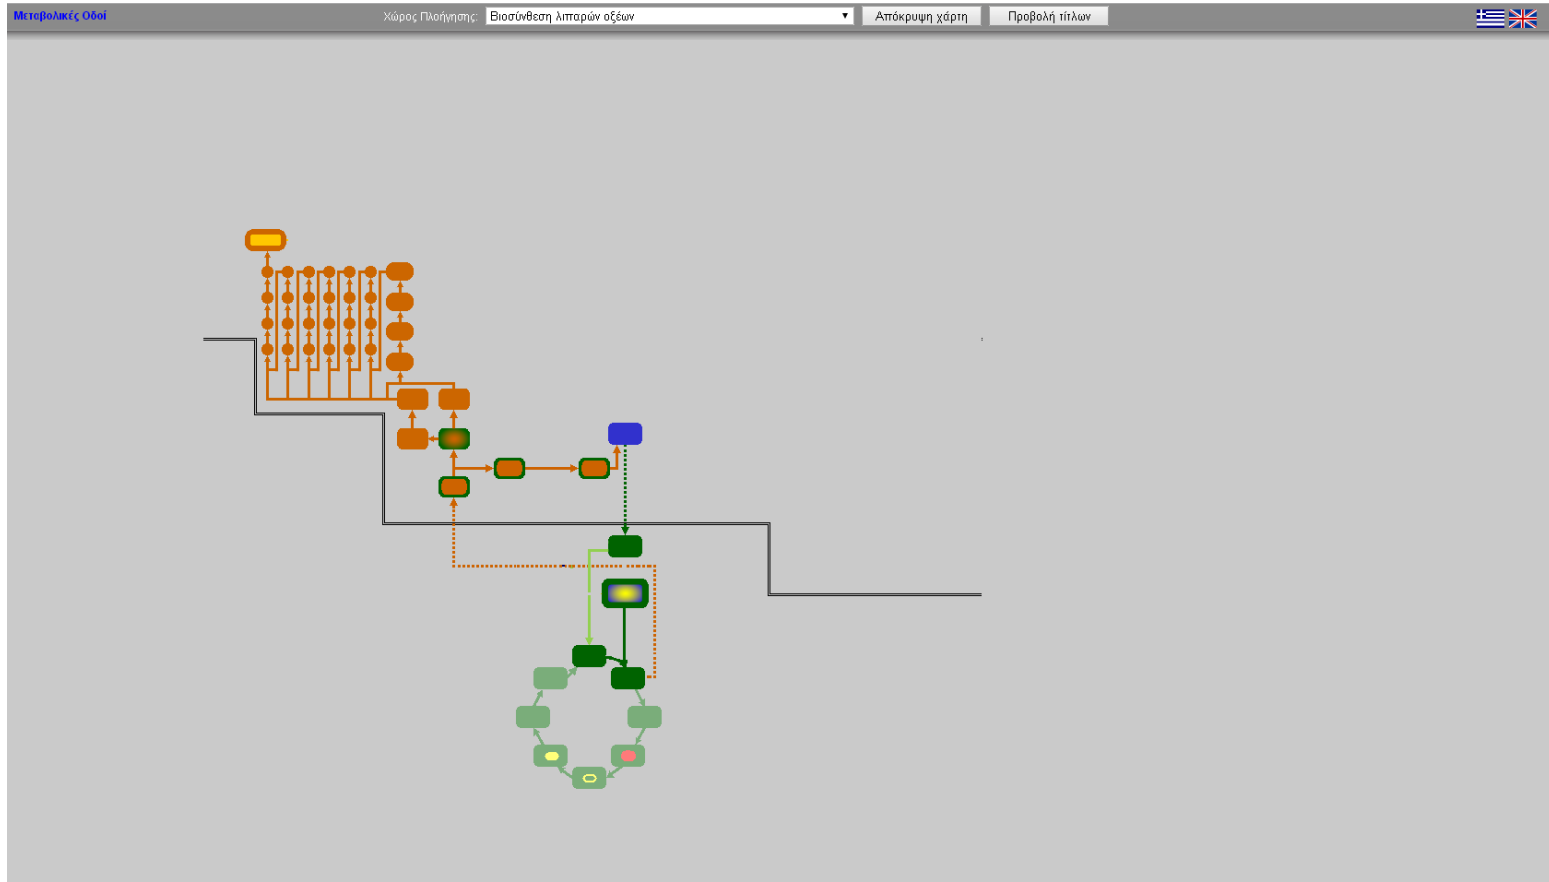 Μεταβολικές Οδοί
Χώρος Πλοήγησης:
Βιοσύνθεση λιπαρών οξέων
Απόκρυψη χάρτη
Προβολή τίτλων